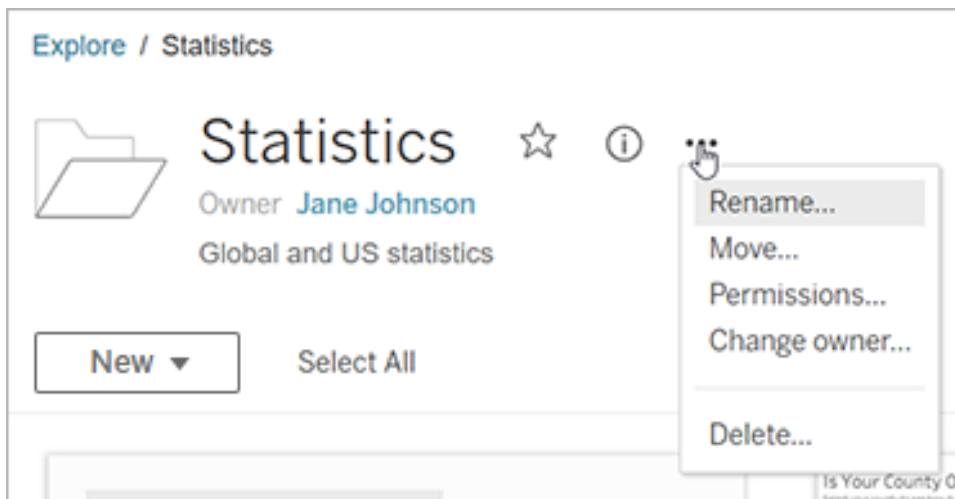 Explore / Statistics
Statistics
Owner Jane Johnson
Global and US statistics
Rename...
Move...
Permissions...
Change owner...
Delete...
New
Select All
Is Your County O